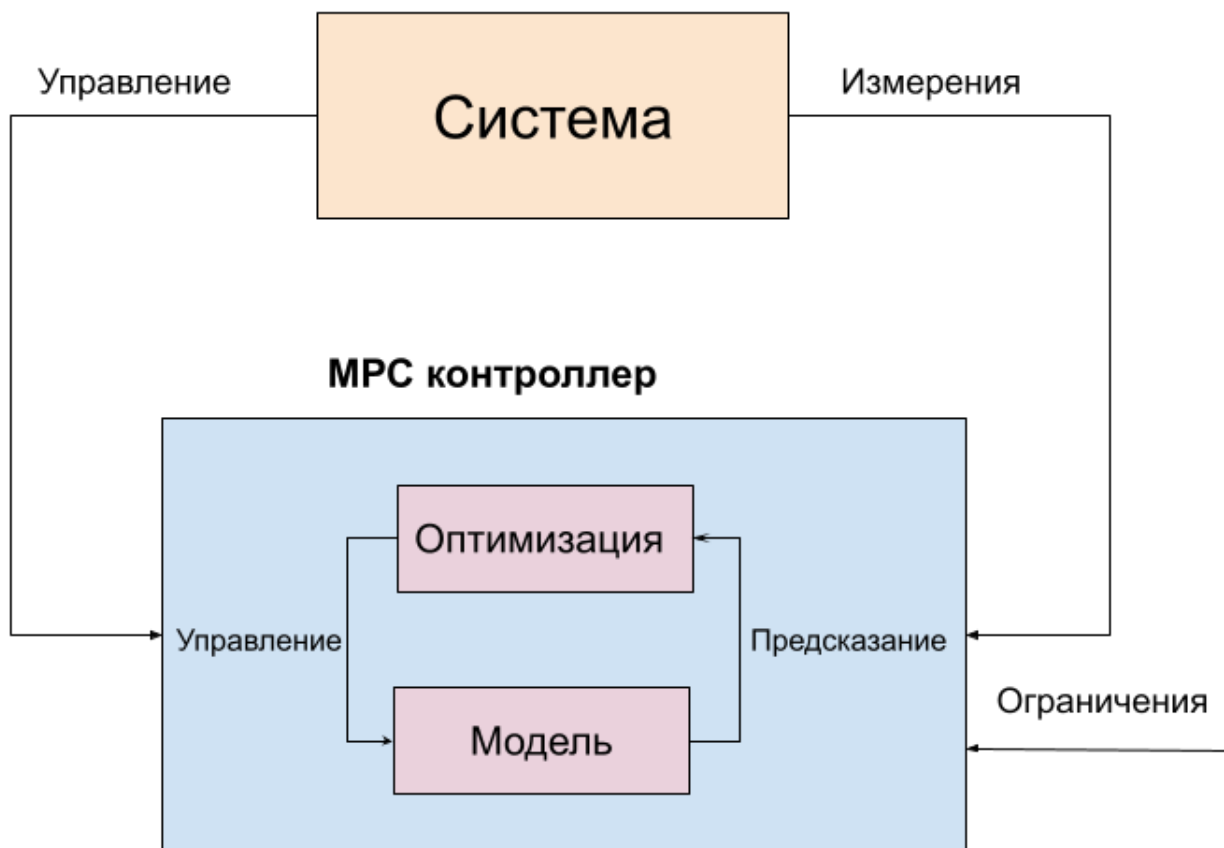 Управление
Измерения
Система
MPC контроллер
Оптимизация
Управление
Предсказание
Ограничения
Модель